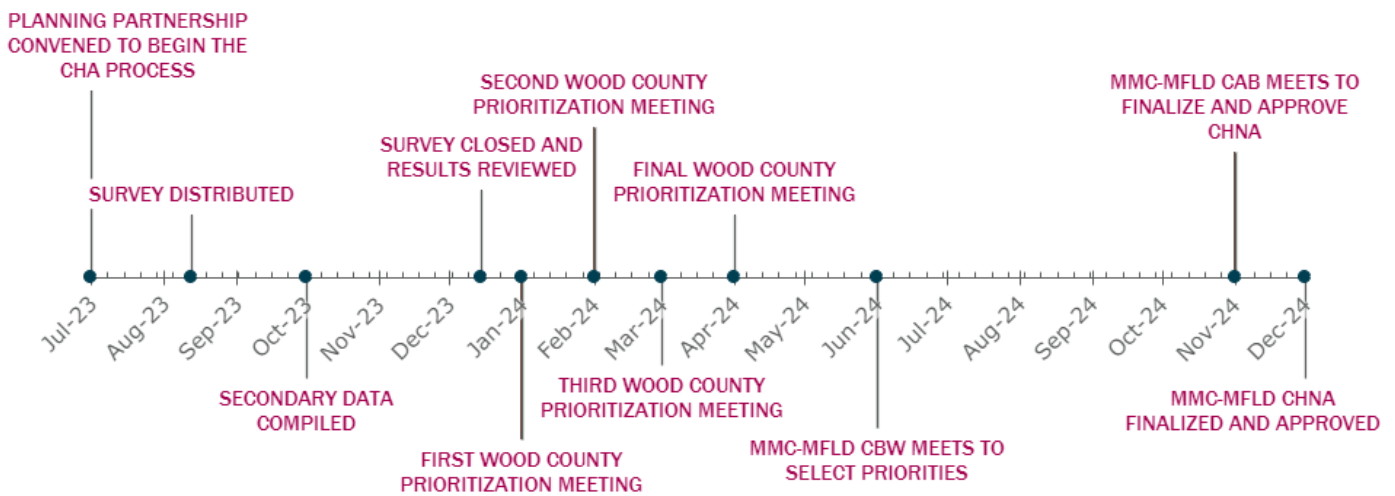 PLANNING PARTNERSHIP
CONVENED TO BEGIN THE
CHA PROCESS
SURVEY DISTRIBUTED
SURVEY CLOSED AND
RESULTS REVIEWED
SECOND WOOD COUNTY
PRIORITIZATION MEETING
FINAL WOOD COUNTY
PRIORITIZATION MEETING
MMC-MFLD CAB MEETS TO
FINALIZE AND APPROVE
CHNA
Jul-23
Aug-23
Sep-23
Oct-23
Nov-23
Dec-23
Jan-24
Feb-24
Mar-24
Apr-24
May-24
Jun-24
Jul-24
Aug-24
Sep-24
Oct-24
Nov-24
Dec-24
SECONDARY DATA
COMPILED
FIRST WOOD COUNTY
PRIORITIZATION MEETING
THIRD WOOD COUNTY
PRIORITIZATION MEETING
MMC-MFLD CBW MEETS TO
SELECT PRIORITIES
MMC-MFLD CHNA
FINALIZED AND APPROVED